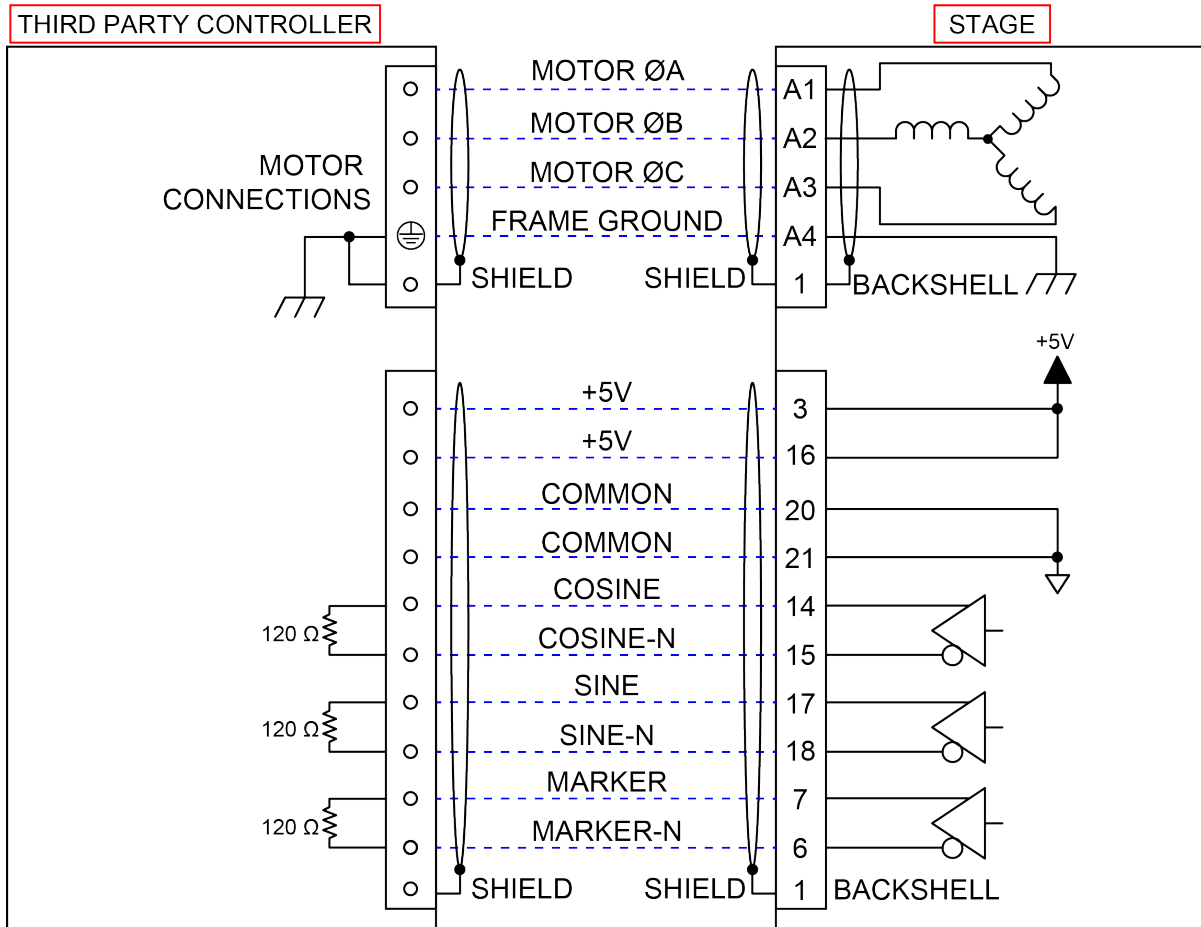 THIRD PARTY CONTROLLER
STAGE
MOTOR
CONNECTIONS
MOTOR ØA
A1
MOTOR ØB
A2
MOTOR ØC
A3
FRAME GROUND
A4
SHIELD
SHIELD
1
BACKSHELL
+5V
+5V
3
+5V
16
COMMON
20
COMMON
21
120 Ω
COSINE
14
COSINE-N
15
120 Ω
SINE
17
SINE-N
18
120 Ω
MARKER
7
MARKER-N
6
SHIELD
SHIELD
1
BACKSHELL